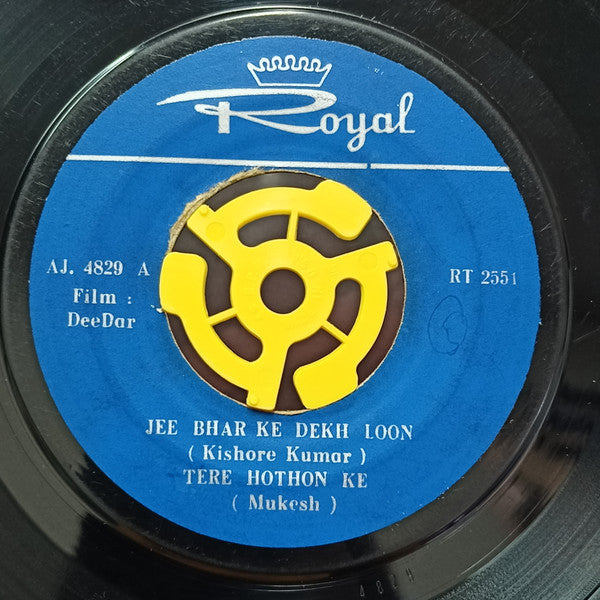 Royal
AJ. 4829 A
RT 2551
Film :
DeeDar
JEE BHAR KE DEKH LOON
( Kishore Kumar )
TERE HOTHON KE
( Mukesh )